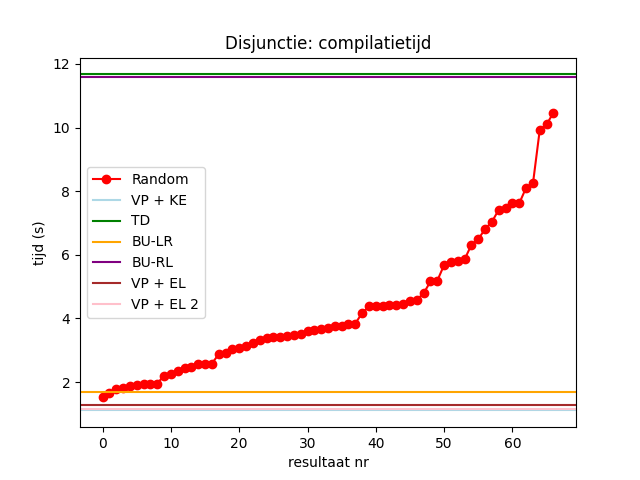 Disjunctie: compilatietijd
12
10
8
6
4
2
tijd (s)
Random
VP + KE
TD
BU-LR
BU-RL
VP + EL
VP + EL 2
0 10 20 30 40 50 60
resultaat nr